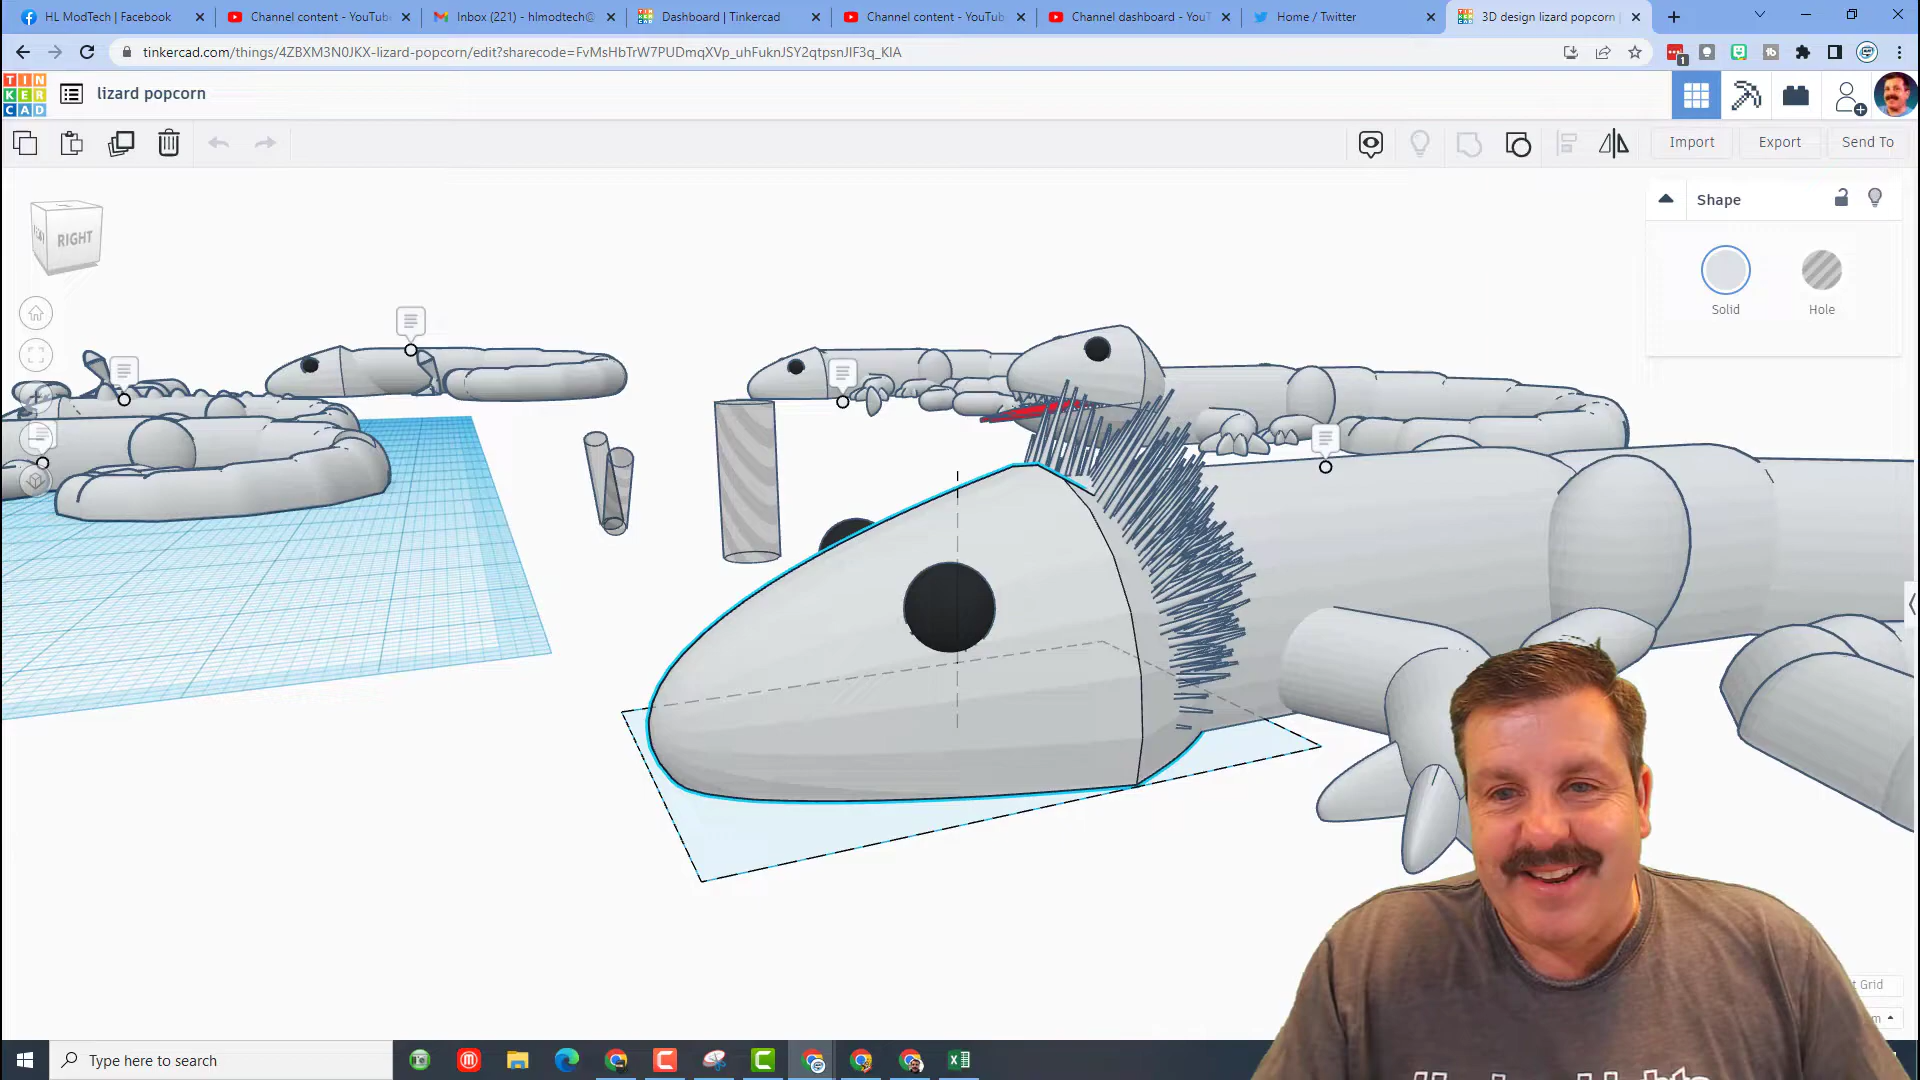 HL ModTech | Facebook
Channel content - YouTub
Inbox (221) - hlmodtech@
Dashboard | Tinkercad
Channel content - YouTub
Channel dashboard - YouT
Home / Twitter
3D design lizard popcorn
tinkercad.com/things/4ZBXM3N0JKX-lizard-popcorn/edit?sharecode=FvMsHbTrW7PUDmqXVp_uhFuknJSY2qtpsnJIF3q_KlA
1
TIN
KER
CAD
lizard popcorn
Import
Export
Send To
Shape
RIGHT
Solid
Hole
t Grid
Type here to search